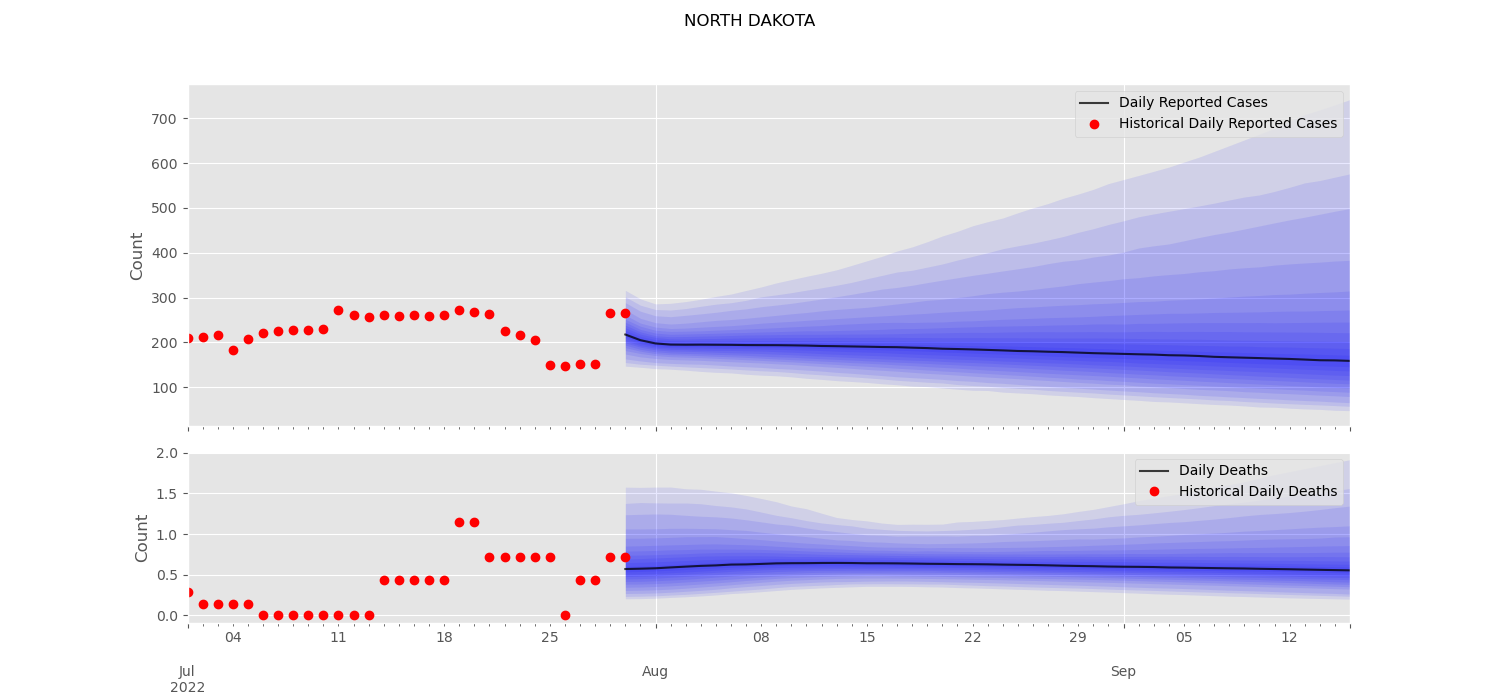 NORTH DAKOTA
Daily Reported Cases
Historical Daily Reported Cases
700
600
500
400
300
200
100
Count
Daily Deaths
Historical Daily Deaths
2.0
1.5
1.0
0.5
0.0
Count
04 11 18 25 08 15 22 29 05 12
Jul Aug Sep
2022